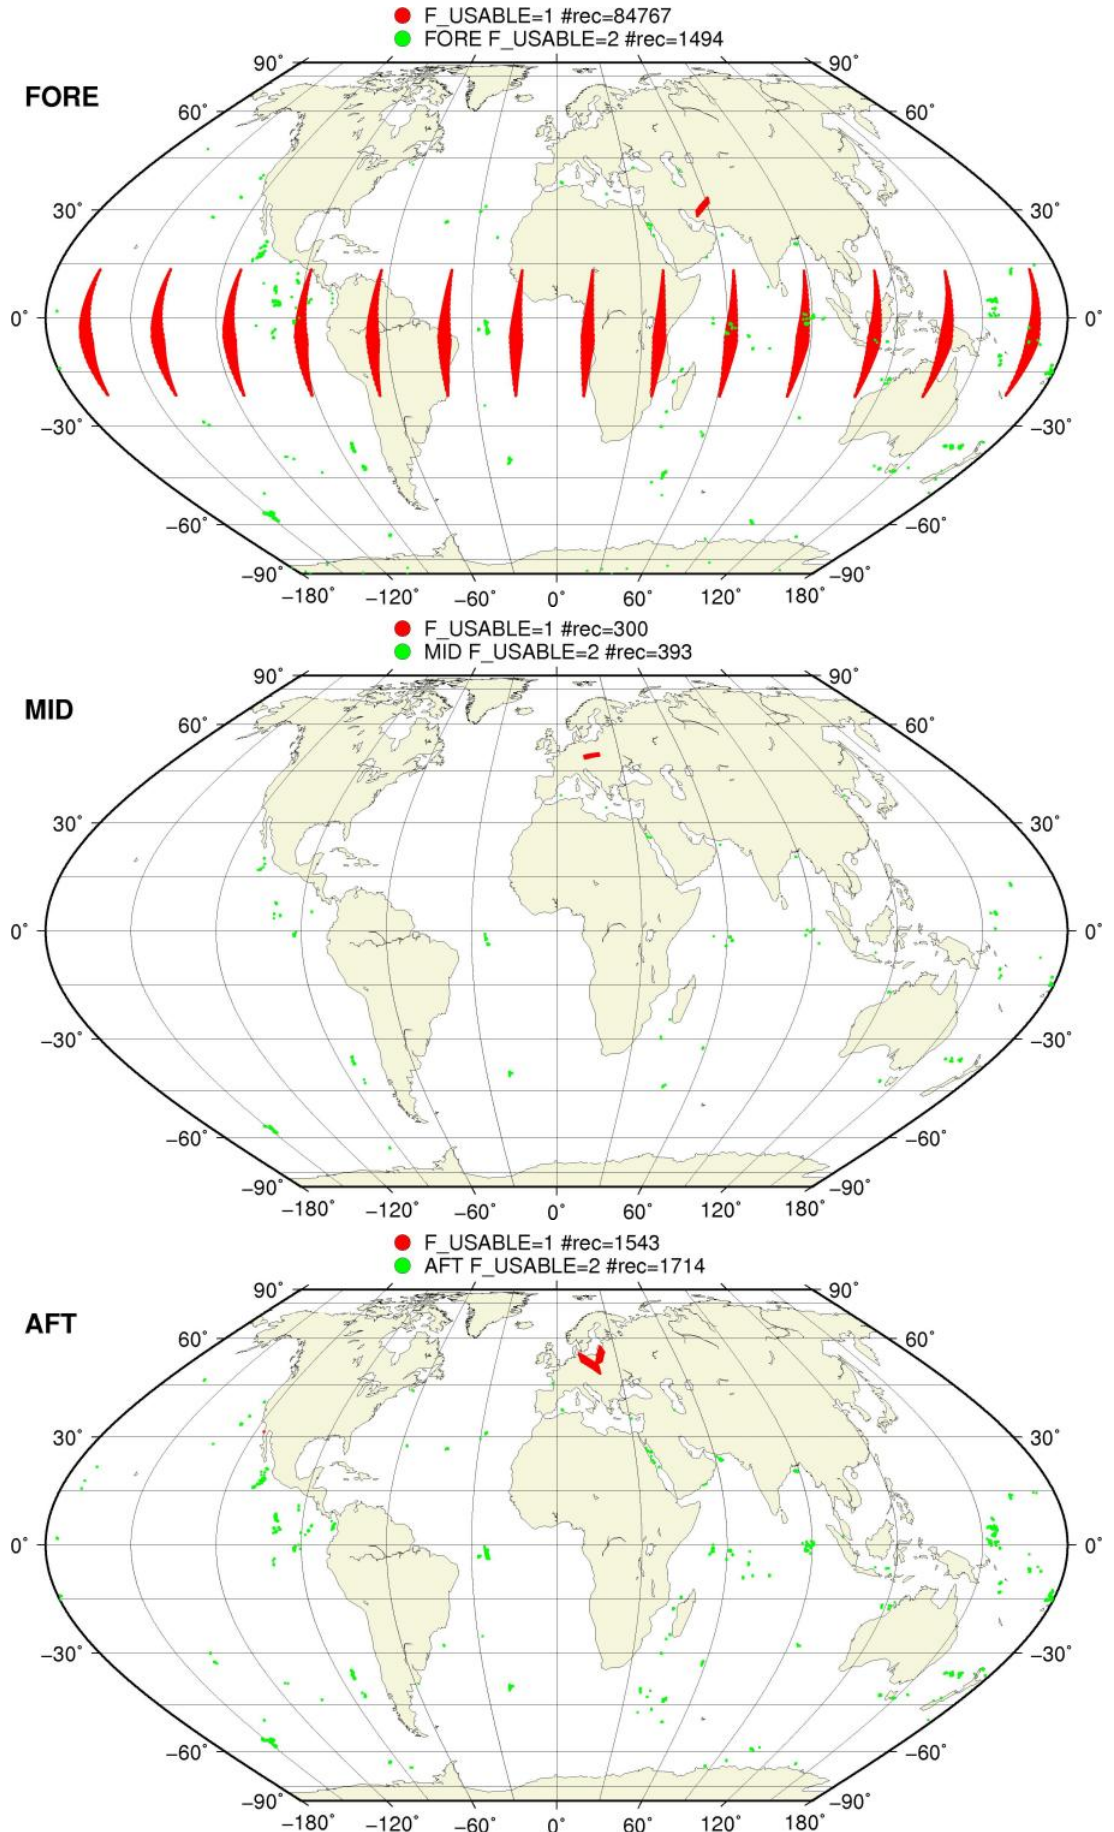 F_USABLE=1 #rec=84767
FORE F_USABLE=2 #rec=1494
FORE
90° 90°
60° 60°
30° 30°
0° 0°
−30° −30°
−60° −60°
−90° −90°
−180° −120° −60° 0° 60° 120° 180°
F_USABLE=1 #rec=300
MID F_USABLE=2 #rec=393
MID
90° 90°
60° 60°
30° 30°
0° 0°
−30° −30°
−60° −60°
−90° −90°
−180° −120° −60° 0° 60° 120° 180°
F_USABLE=1 #rec=1543
AFT F_USABLE=2 #rec=1714
AFT
90° 90°
60° 60°
30° 30°
0° 0°
−30° −30°
−60° −60°
−90° −90°
−180° −120° −60° 0° 60° 120° 180°